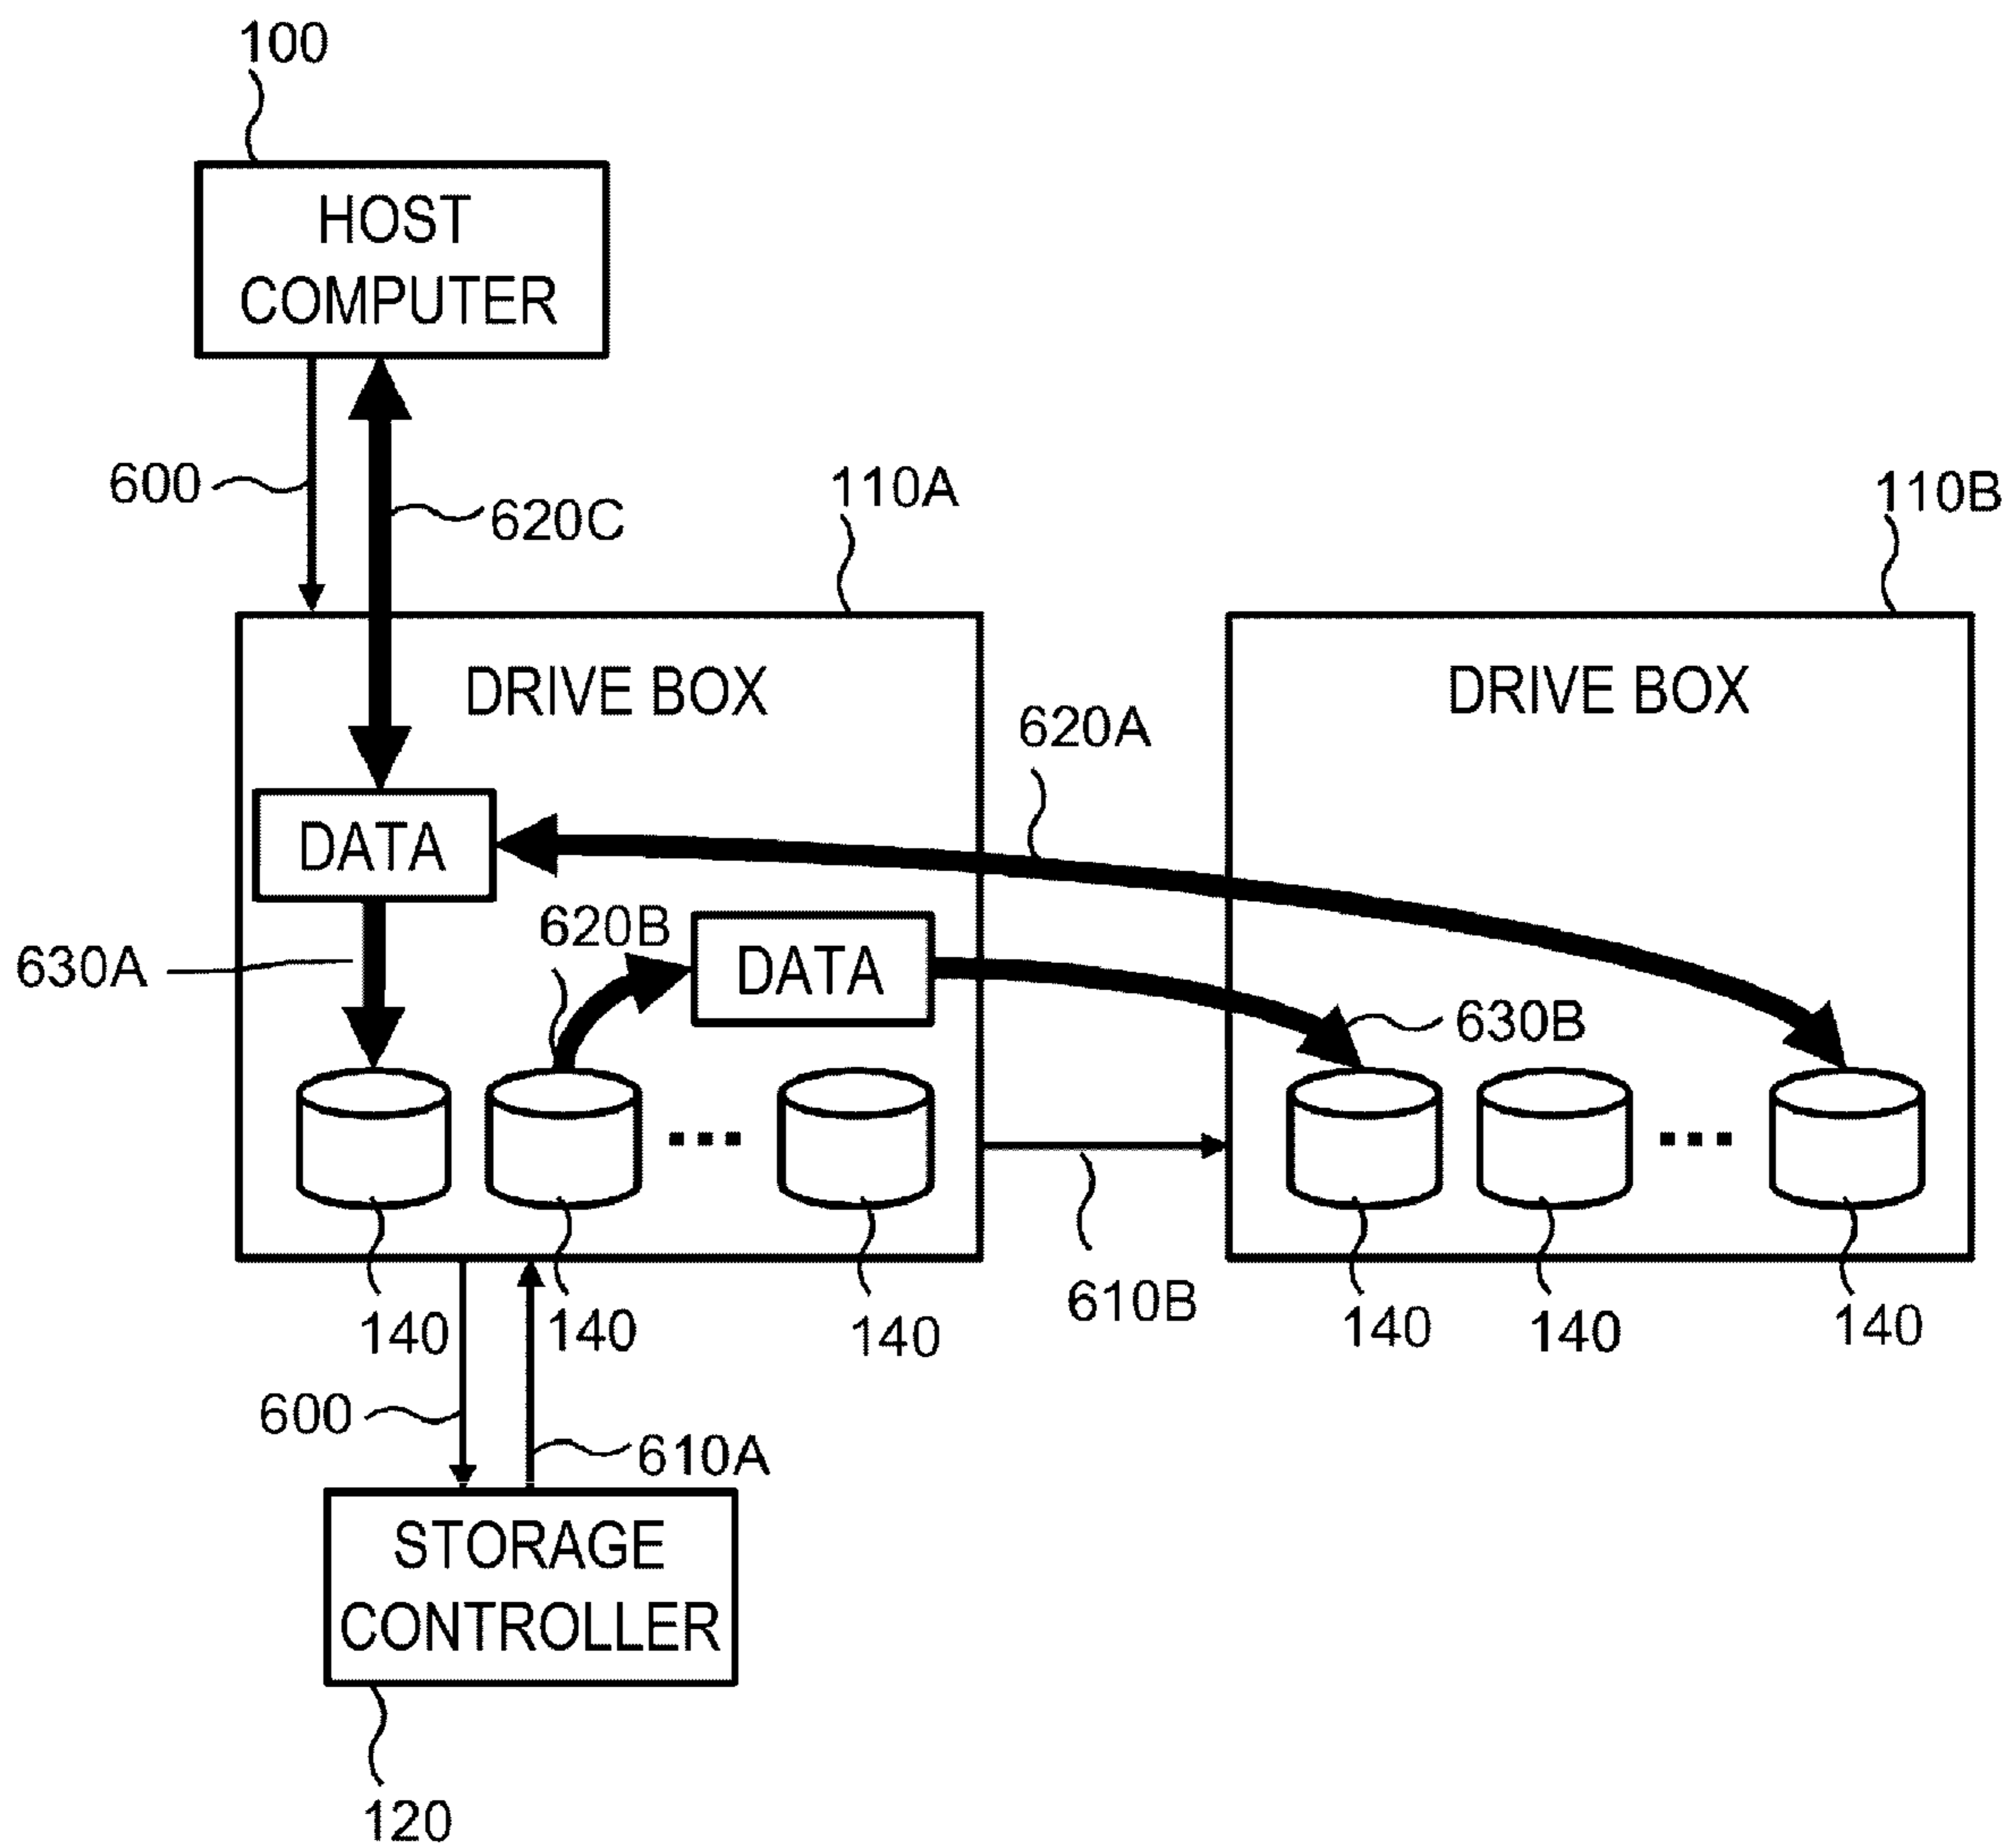 100
HOST
COMPUTER
600
620C
110A
110B
DRIVE BOX
DRIVE BOX
620A
DATA
620B
630A
DATA
630B
610B
140
140
140
140
140
140
600
610A
STORAGE
CONTROLLER
120